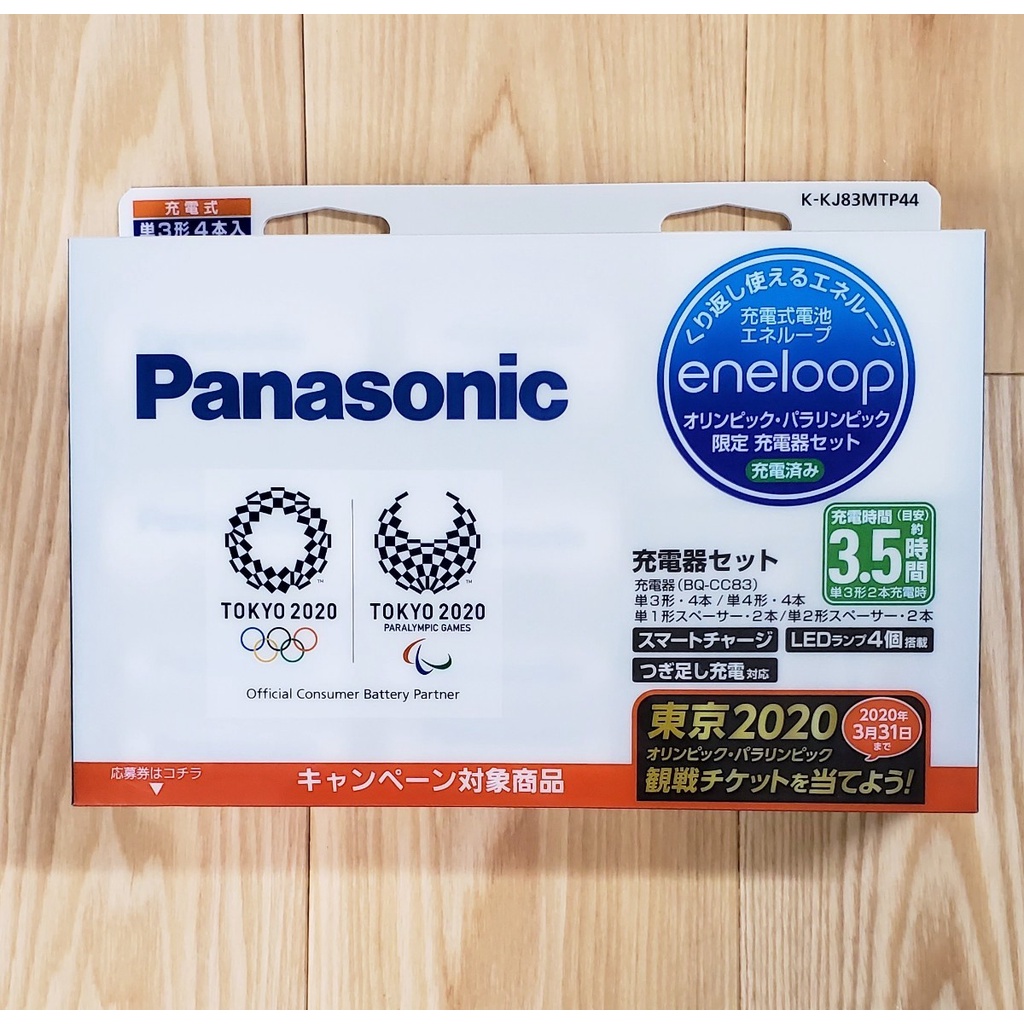 充電式
単3形4本入
K-KJ83MTP44
Panasonic
くり返し使えるエネループ
充電式電池
エネループ
eneloop
オリンピック・パラリンピック
限定 充電器セット
充電済み
充電時間(目安)
約
3.5時間
単3形2本充電時
充電器セット
充電器(BQ-CC83)
単3形・4本/単4形・4本
単1形スペーサー・2本/単2形スペーサー・2本
スマートチャージ
LEDランプ4個搭載
つぎ足し充電対応
TOKYO 2020
TOKYO 2020
PARALYMPIC GAMES
Official Consumer Battery Partner
東京2020
オリンピック・パラリンピック
観戦チケットを当てよう!
2020年
3月31日
まで
応募券はコチラ
▼
キャンペーン対象商品